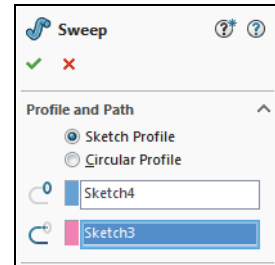 Sweep
Profile and Path
Sketch Profile
Circular Profile
Sketch4
Sketch3